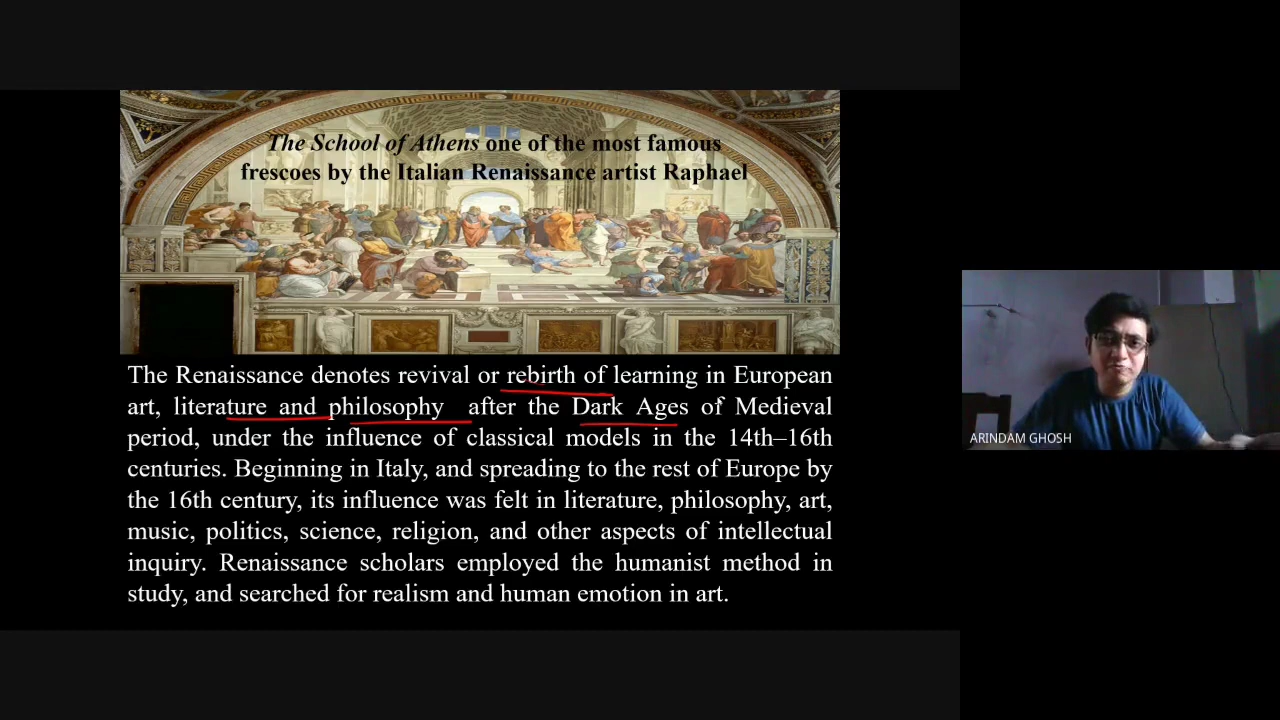 The School of Athens one of the most famous
frescoes by the Italian Renaissance artist Raphael
The Renaissance denotes revival or rebirth of learning in European
art, literature and philosophy after the Dark Ages of Medieval
period, under the influence of classical models in the 14th–16th
centuries. Beginning in Italy, and spreading to the rest of Europe by
the 16th century, its influence was felt in literature, philosophy, art,
music, politics, science, religion, and other aspects of intellectual
inquiry. Renaissance scholars employed the humanist method in
study, and searched for realism and human emotion in art.
ARINDAM GHOSH